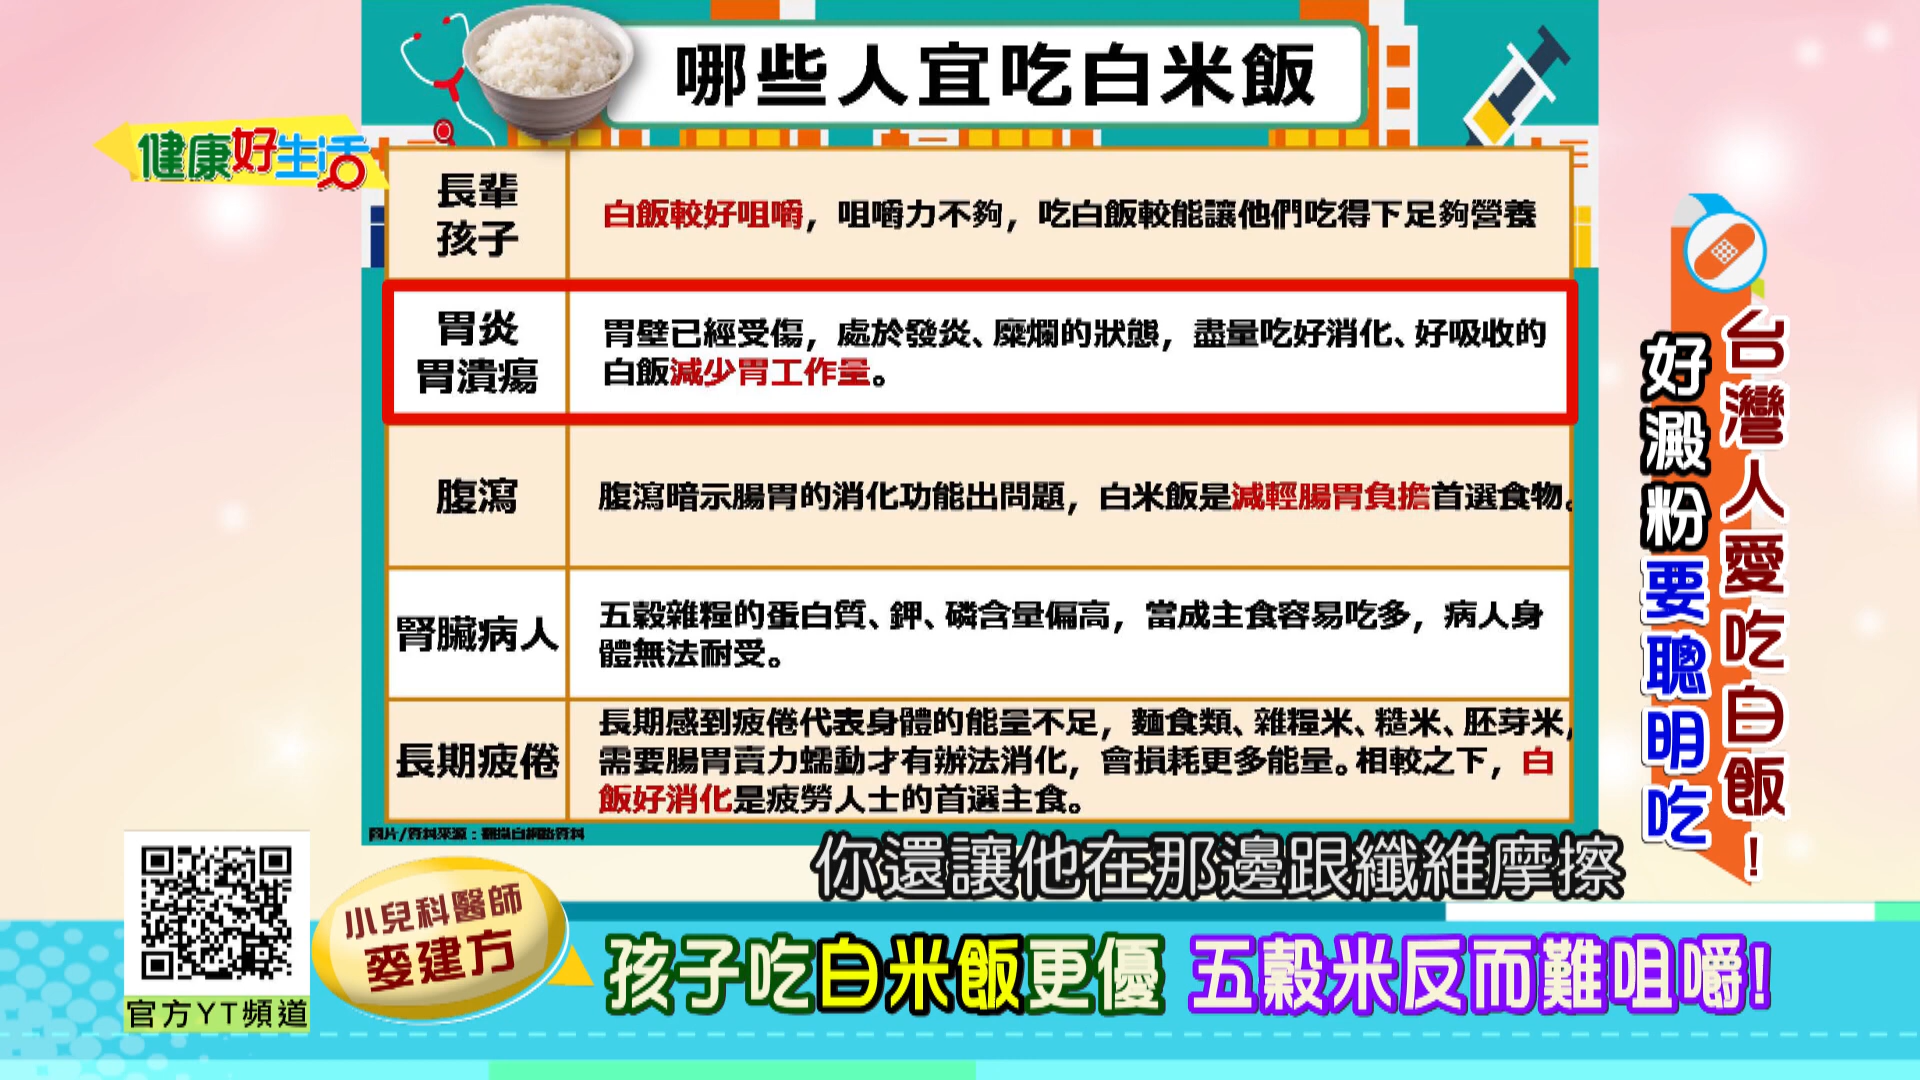 哪些人宜吃白米飯
健康好生活
長輩
孩子
白飯較好咀嚼，咀嚼力不夠，吃白飯較能讓他們吃得下足夠營養
胃炎
胃潰瘍
胃壁已經受傷，處於發炎、糜爛的狀態，盡量吃好消化、好吸收的
白飯減少胃工作量。
腹瀉
腹瀉暗示腸胃的消化功能出問題，白米飯是減輕腸胃負擔首選食物。
腎臟病人
五穀雜糧的蛋白質、鉀、磷含量偏高，當成主食容易吃多，病人身
體無法耐受。
長期疲倦
長期感到疲倦代表身體的能量不足，麵食類、雜糧米、糙米、胚芽米，
需要腸胃賣力蠕動才有辦法消化，會損耗更多能量。相較之下，白
飯好消化是疲勞人士的首選主食。
圖片/資料來源：翻攝自網路資料
台灣人愛吃白飯！
好澱粉要聰明吃
你還讓他在那邊跟纖維摩擦
小兒科醫師
麥建方
孩子吃白米飯更優 五穀米反而難咀嚼!
官方YT頻道